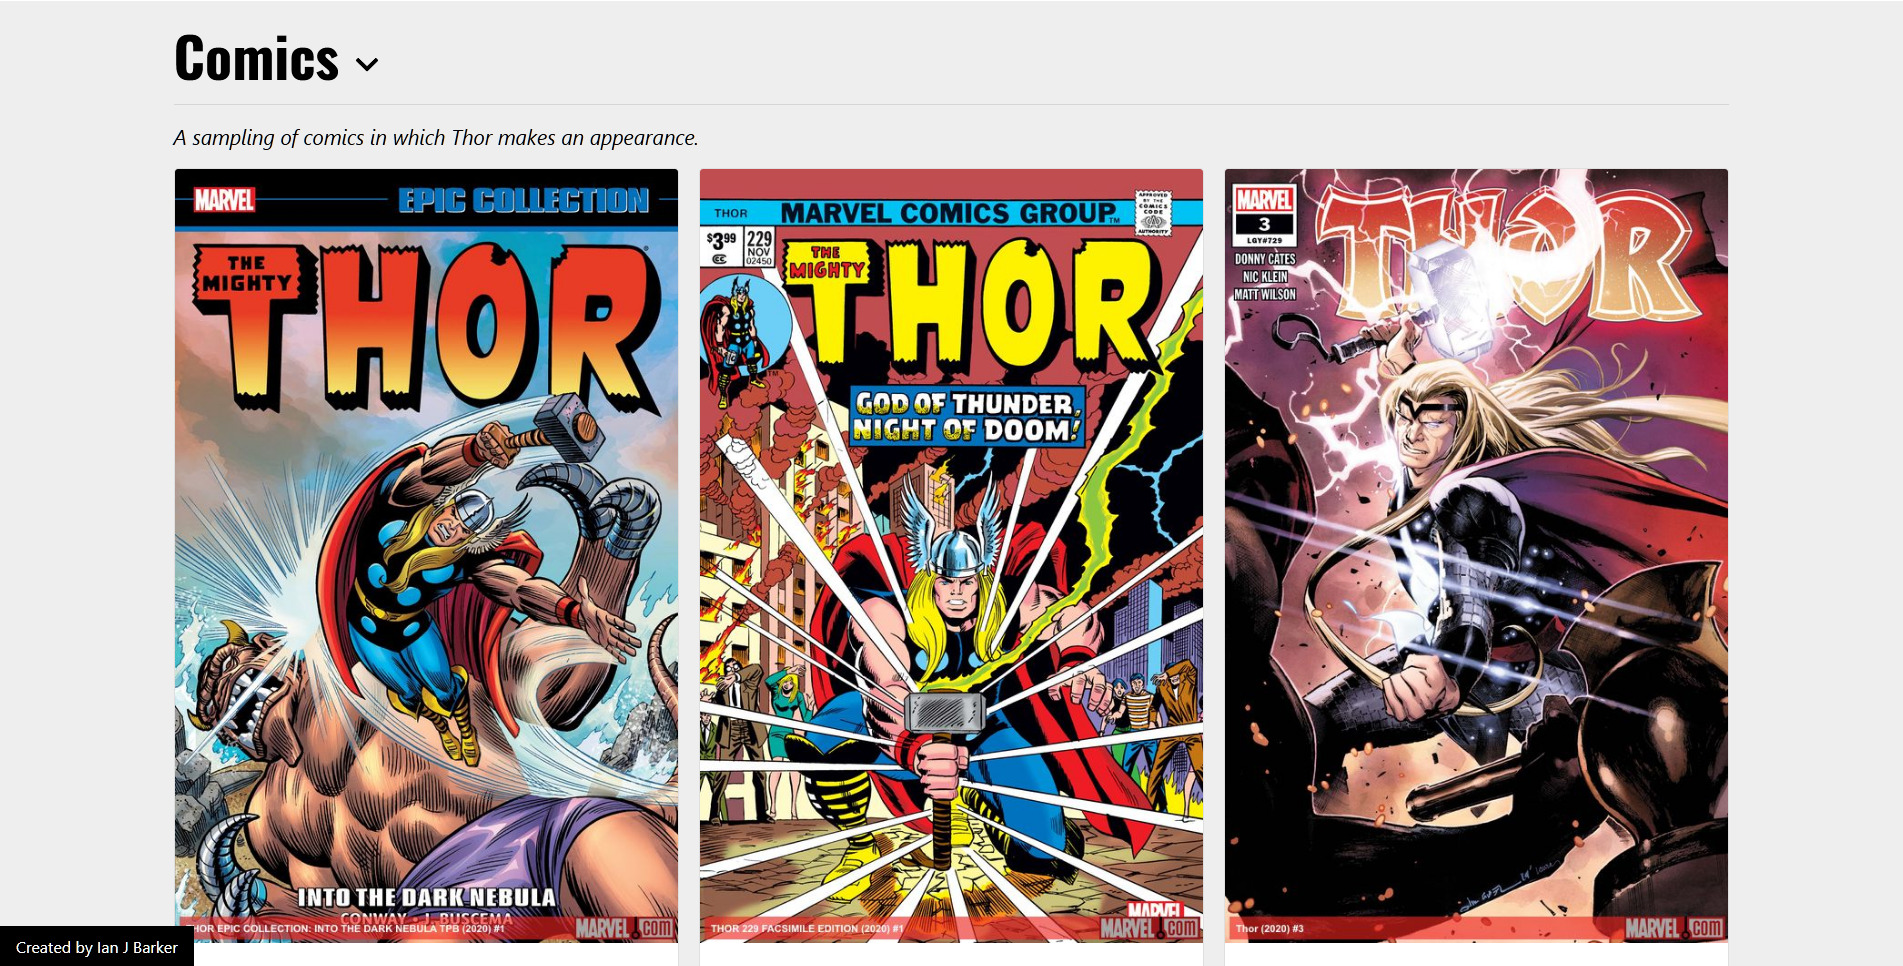 Comics
A sampling of comics in which Thor makes an appearance.
MARVEL
EPIC COLLECTION
THE
MIGHTY
THOR
INTO THE DARK NEBULA
CONWAY • J. BUSCEMA
THOR EPIC COLLECTION: INTO THE DARK NEBULA TPB (2020) #1
MARVEL.com
THOR
MARVEL COMICS GROUP™
APPROVED
BY THE
COMICS
CODE
AUTHORITY
$3.99
CC
229
NOV
02450
THE
MIGHTY
THOR
TM
GOD OF THUNDER,
NIGHT OF DOOM!
MARVEL
THOR 229 FACSIMILE EDITION (2020) #1
MARVEL.com
MARVEL
3
LGY#729
DONNY CATES
NIC KLEIN
MATT WILSON
THOR
Thor (2020) #3
MARVEL.com
Created by Ian J Barker